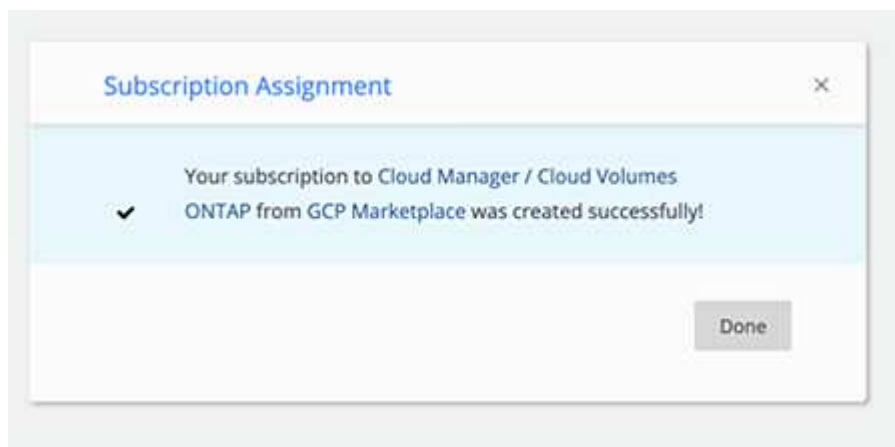 Subscription Assignment
Your subscription to Cloud Manager / Cloud Volumes
ONTAP from GCP Marketplace was created successfully!
Done